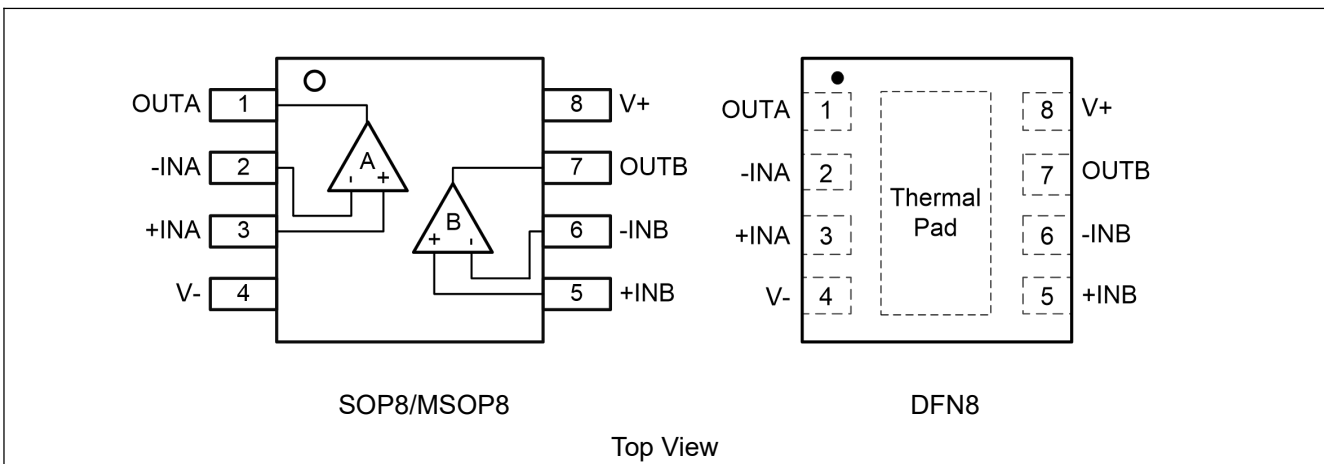 OUTA 1 8 V+ OUTA 1 8 V+
A
-INA 2 7 OUTB -INA 2 7 OUTB
- +
B
Thermal
Pad
+INA 3 6 -INB +INA 3 6 -INB
+ -
V- 4 5 +INB V- 4 5 +INB
SOP8/MSOP8 DFN8
Top View